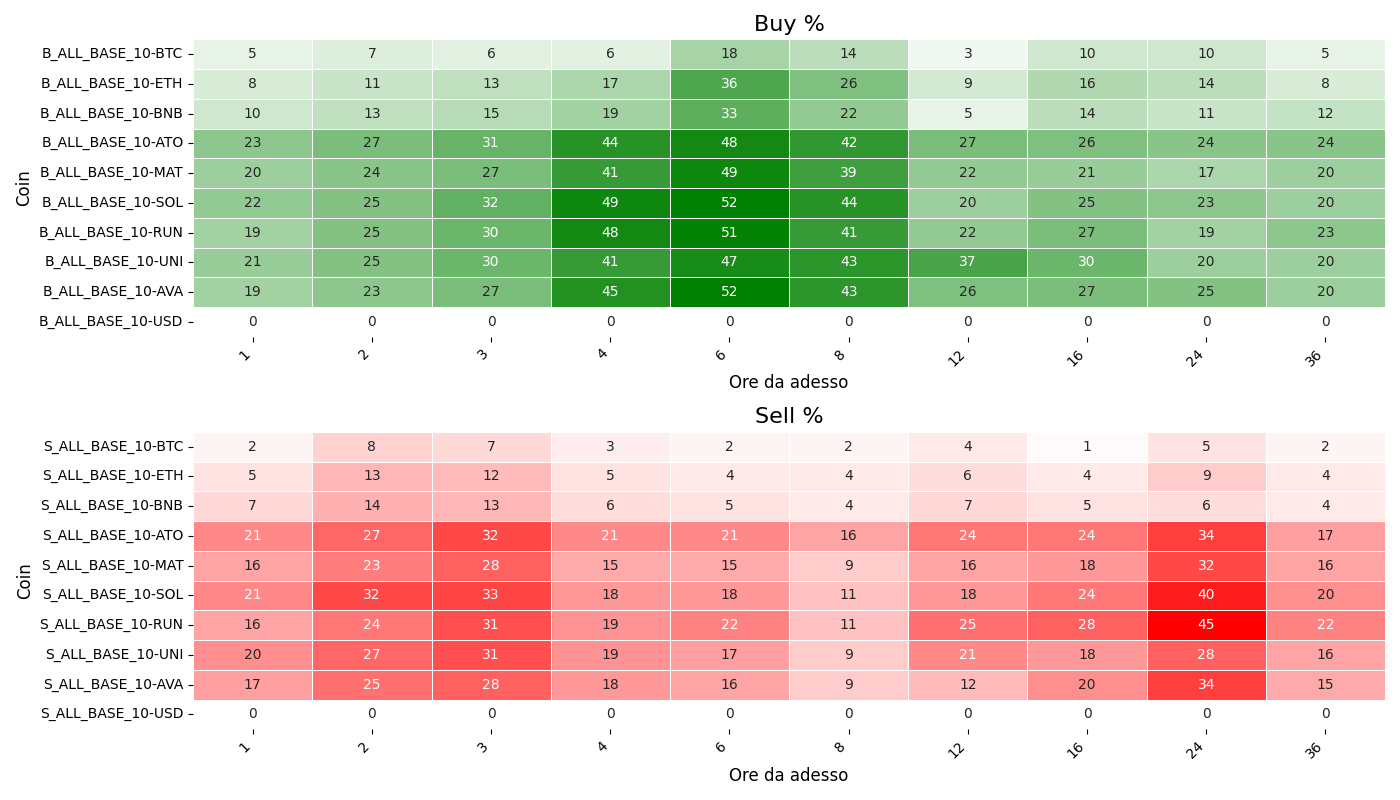 Buy %
Coin
B_ALL_BASE_10-BTC 5 7 6 6 18 14 3 10 10 5
B_ALL_BASE_10-ETH 8 11 13 17 36 26 9 16 14 8
B_ALL_BASE_10-BNB 10 13 15 19 33 22 5 14 11 12
B_ALL_BASE_10-ATO 23 27 31 44 48 42 27 26 24 24
B_ALL_BASE_10-MAT 20 24 27 41 49 39 22 21 17 20
B_ALL_BASE_10-SOL 22 25 32 49 52 44 20 25 23 20
B_ALL_BASE_10-RUN 19 25 30 48 51 41 22 27 19 23
B_ALL_BASE_10-UNI 21 25 30 41 47 43 37 30 20 20
B_ALL_BASE_10-AVA 19 23 27 45 52 43 26 27 25 20
B_ALL_BASE_10-USD 0 0 0 0 0 0 0 0 0 0
1 2 3 4 6 8 12 16 24 36
Ore da adesso
Sell %
Coin
S_ALL_BASE_10-BTC 2 8 7 3 2 2 4 1 5 2
S_ALL_BASE_10-ETH 5 13 12 5 4 4 6 4 9 4
S_ALL_BASE_10-BNB 7 14 13 6 5 4 7 5 6 4
S_ALL_BASE_10-ATO 21 27 32 21 21 16 24 24 34 17
S_ALL_BASE_10-MAT 16 23 28 15 15 9 16 18 32 16
S_ALL_BASE_10-SOL 21 32 33 18 18 11 18 24 40 20
S_ALL_BASE_10-RUN 16 24 31 19 22 11 25 28 45 22
S_ALL_BASE_10-UNI 20 27 31 19 17 9 21 18 28 16
S_ALL_BASE_10-AVA 17 25 28 18 16 9 12 20 34 15
S_ALL_BASE_10-USD 0 0 0 0 0 0 0 0 0 0
1 2 3 4 6 8 12 16 24 36
Ore da adesso